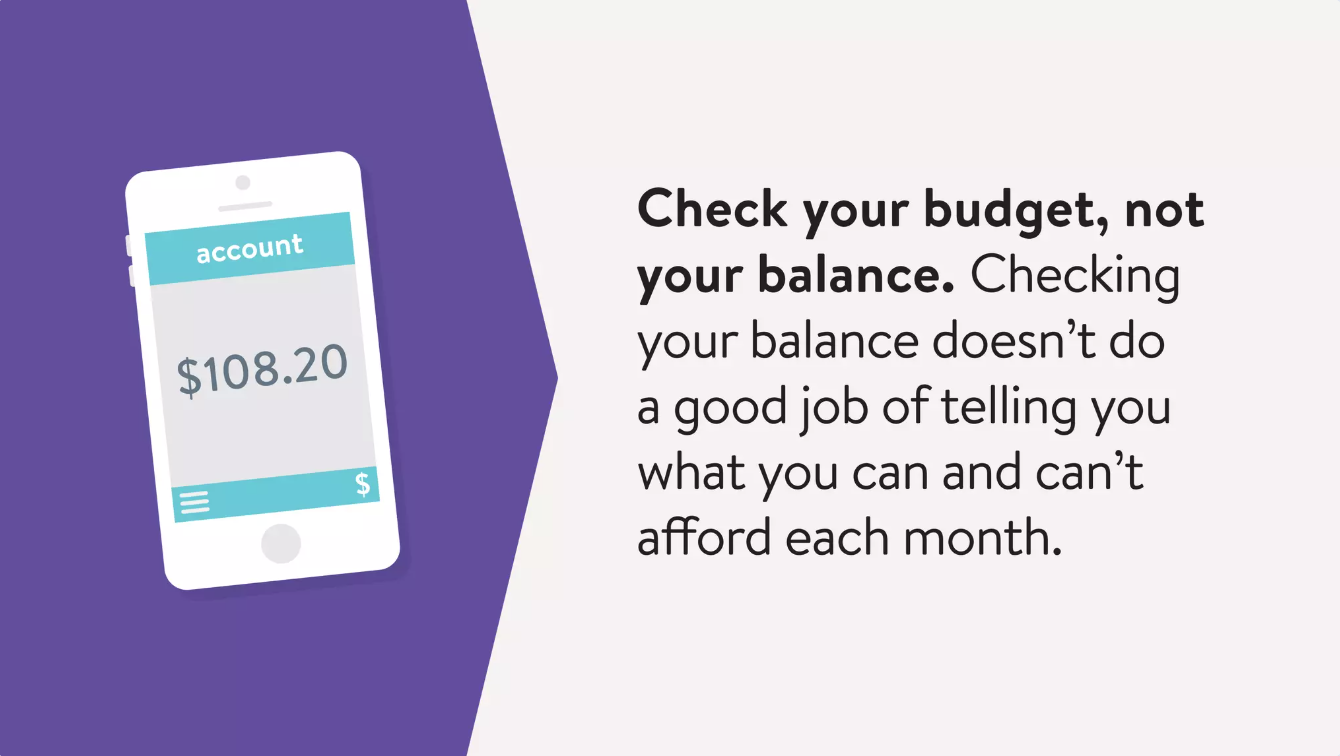 account
$108.20
$
Check your budget, not
your balance. Checking
your balance doesn’t do
a good job of telling you
what you can and can’t
afford each month.